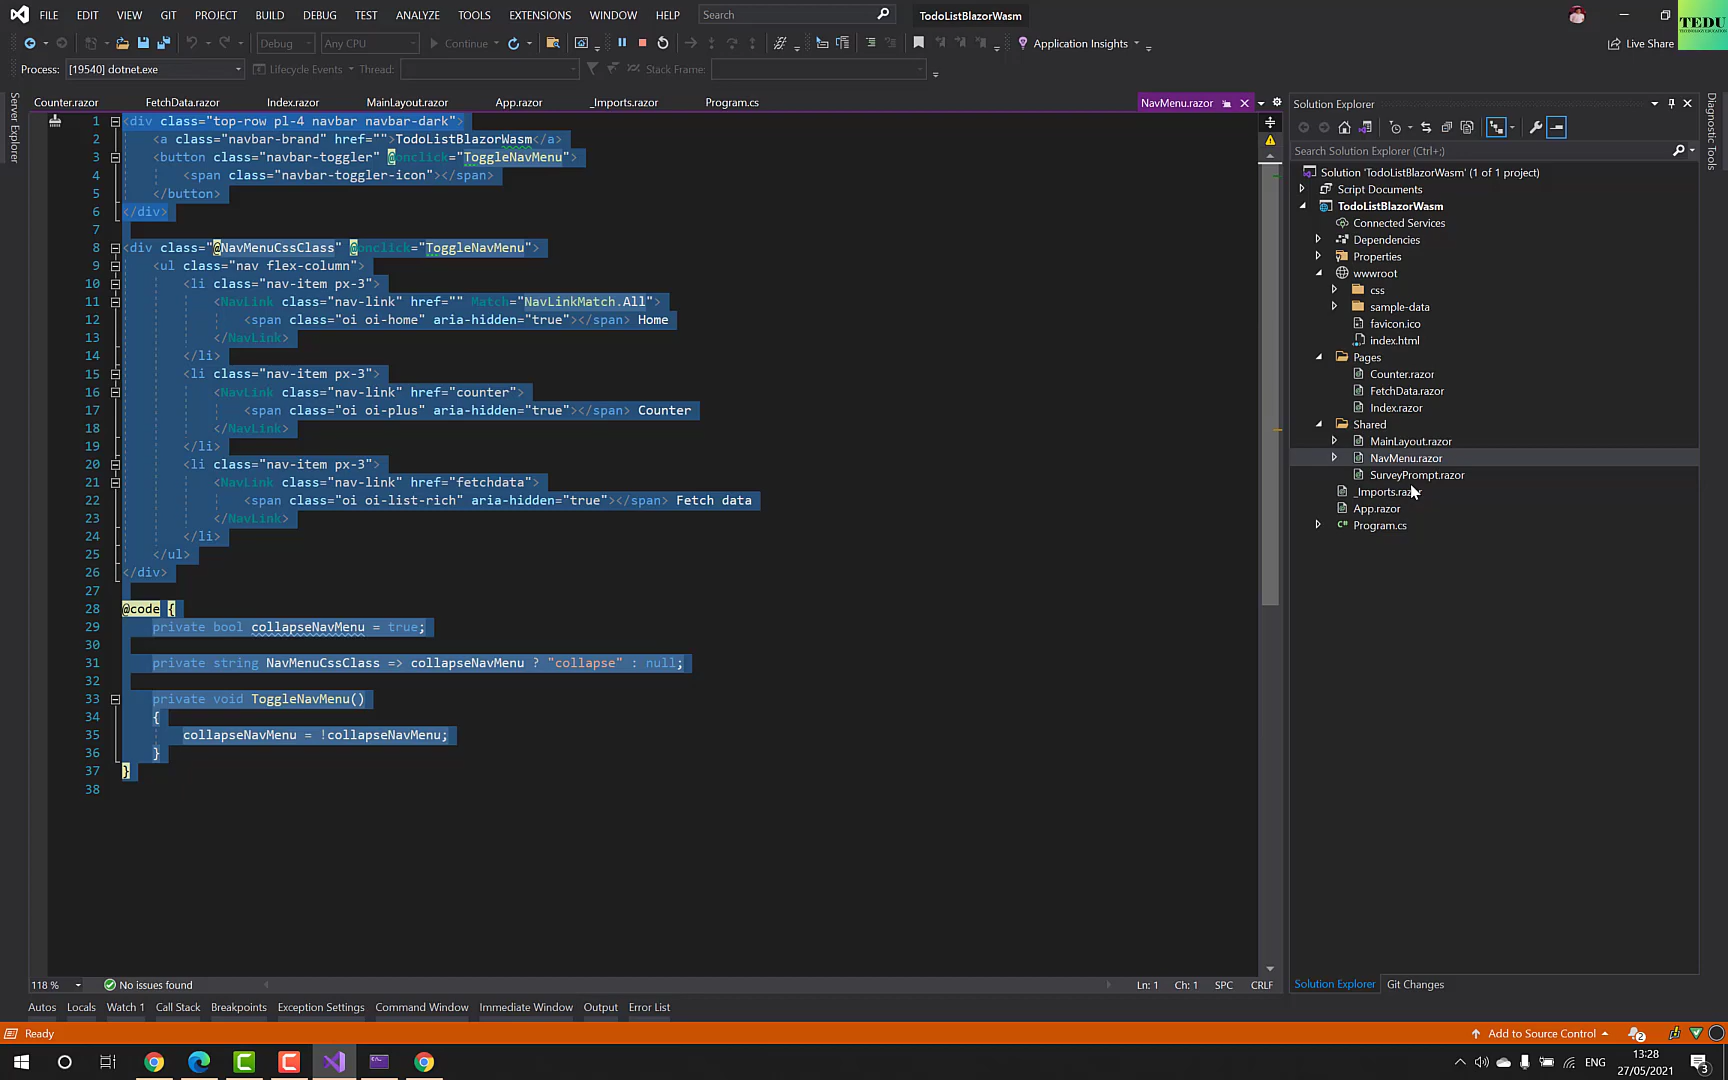 FILE EDIT VIEW GIT PROJECT BUILD DEBUG TEST ANALYZE TOOLS EXTENSIONS WINDOW HELP Search TodoListBlazorWasm
TEDU
Debug Any CPU Continue Application Insights Live Share
Process: [19540] dotnet.exe Lifecycle Events Thread: Stack Frame:
Counter.razor FetchData.razor Index.razor MainLayout.razor App.razor _Imports.razor Program.cs NavMenu.razor
Server Explorer
Diagnostic Tools
1 <div class="top-row pl-4 navbar navbar-dark">
2 <a class="navbar-brand" href="">TodoListBlazorWasm</a>
3 <button class="navbar-toggler" @onclick="ToggleNavMenu">
4 <span class="navbar-toggler-icon"></span>
5 </button>
6 </div>
7
8 <div class="@NavMenuCssClass" @onclick="ToggleNavMenu">
9 <ul class="nav flex-column">
10 <li class="nav-item px-3">
11 <NavLink class="nav-link" href="" Match="NavLinkMatch.All">
12 <span class="oi oi-home" aria-hidden="true"></span> Home
13 </NavLink>
14 </li>
15 <li class="nav-item px-3">
16 <NavLink class="nav-link" href="counter">
17 <span class="oi oi-plus" aria-hidden="true"></span> Counter
18 </NavLink>
19 </li>
20 <li class="nav-item px-3">
21 <NavLink class="nav-link" href="fetchdata">
22 <span class="oi oi-list-rich" aria-hidden="true"></span> Fetch data
23 </NavLink>
24 </li>
25 </ul>
26 </div>
27
28 @code {
29 private bool collapseNavMenu = true;
30
31 private string NavMenuCssClass => collapseNavMenu ? "collapse" : null;
32
33 private void ToggleNavMenu()
34 {
35 collapseNavMenu = !collapseNavMenu;
36 }
37 }
38
Solution Explorer
Search Solution Explorer (Ctrl+;)
Solution 'TodoListBlazorWasm' (1 of 1 project)
Script Documents
TodoListBlazorWasm
Connected Services
Dependencies
Properties
wwwroot
css
sample-data
favicon.ico
index.html
Pages
Counter.razor
FetchData.razor
Index.razor
Shared
MainLayout.razor
NavMenu.razor
SurveyPrompt.razor
_Imports.razor
App.razor
Program.cs
118 % No issues found Ln: 1 Ch: 1 SPC CRLF
Solution Explorer Git Changes
Autos Locals Watch 1 Call Stack Breakpoints Exception Settings Command Window Immediate Window Output Error List
Ready Add to Source Control 2
ENG
13:28
27/05/2021
3